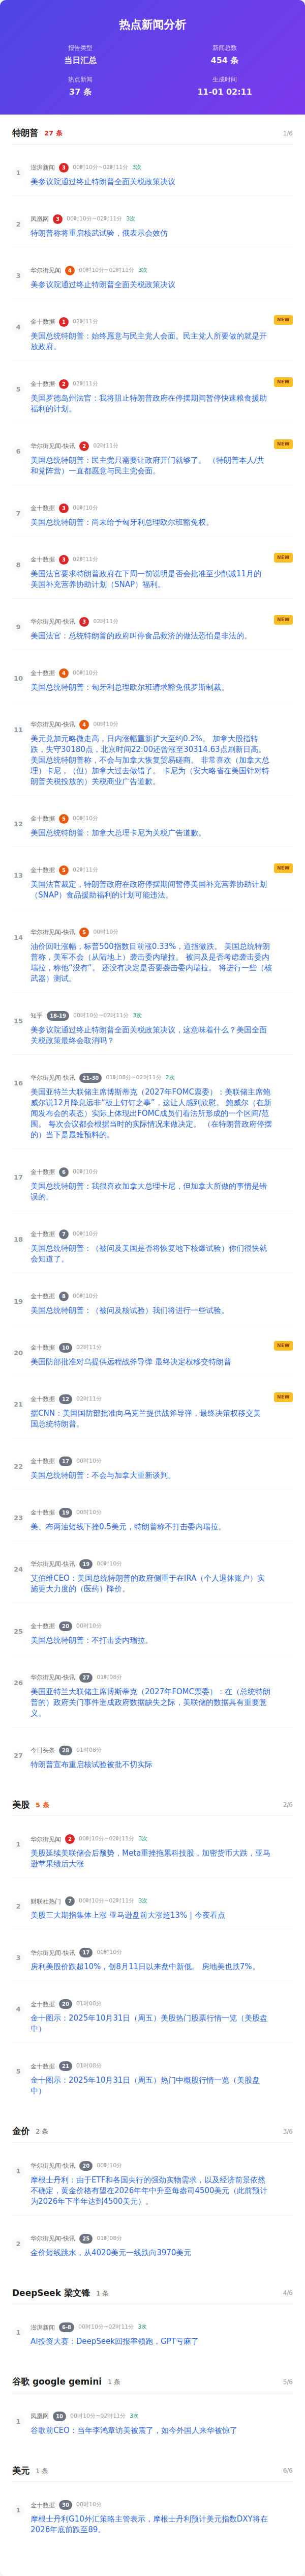 热点新闻分析
报告类型
新闻总数
当日汇总
454 条
热点新闻
生成时间
37 条
11-01 02:11
特朗普 27 条 1/6
1
澎湃新闻 3 00时10分~02时11分 3次
美参议院通过终止特朗普全面关税政策决议
2
凤凰网 3 00时10分~02时11分 3次
特朗普称将重启核武试验，俄表示会效仿
3
华尔街见闻 4 00时10分~02时11分 3次
美参议院通过终止特朗普全面关税政策决议
4
金十数据 1 02时11分 NEW
美国总统特朗普：始终愿意与民主党人会面。民主党人所要做的就是开
放政府。
5
金十数据 2 02时11分 NEW
美国罗德岛州法官：我将阻止特朗普政府在停摆期间暂停快速粮食援助
福利的计划。
6
华尔街见闻-快讯 2 02时11分 NEW
美国总统特朗普：民主党只需要让政府开门就够了。 （特朗普本人/共
和党阵营）一直都愿意与民主党会面。
7
金十数据 3 00时10分
美国总统特朗普：尚未给予匈牙利总理欧尔班豁免权。
8
金十数据 3 02时11分 NEW
美国法官要求特朗普政府在下周一前说明是否会批准至少削减11月的
美国补充营养协助计划（SNAP）福利。
9
华尔街见闻-快讯 3 02时11分 NEW
美国法官：总统特朗普的政府叫停食品救济的做法恐怕是非法的。
10
金十数据 4 00时10分
美国总统特朗普：匈牙利总理欧尔班请求豁免俄罗斯制裁。
11
华尔街见闻-快讯 4 00时10分
美元兑加元略微走高，日内涨幅重新扩大至约0.2%。 加拿大股指转
跌，失守30180点，北京时间22:00还曾涨至30314.63点刷新日高。
美国总统特朗普称，不会与加拿大恢复贸易磋商。 非常喜欢（加拿大总
理）卡尼，（但）加拿大过去做错了。 卡尼为（安大略省在美国针对特
朗普关税投放的）关税商业广告道歉。
12
金十数据 5 00时10分
美国总统特朗普：加拿大总理卡尼为关税广告道歉。
13
金十数据 5 02时11分 NEW
美国法官裁定，特朗普政府在政府停摆期间暂停美国补充营养协助计划
（SNAP）食品援助福利的计划可能违法。
14
华尔街见闻-快讯 5 00时10分
油价回吐涨幅，标普500指数目前涨0.33%，道指微跌。 美国总统特朗
普称，美军不会（从陆地上）袭击委内瑞拉。 被问及是否考虑袭击委内
瑞拉，称他“没有”。 还没有决定是否要袭击委内瑞拉。 将进行一些（核
武器）测试。
15
知乎 18-19 00时10分~02时11分 3次
美参议院通过终止特朗普全面关税政策决议，这意味着什么？美国全面
关税政策最终会取消吗？
16
华尔街见闻-快讯 21-30 01时08分~02时11分 2次
美国亚特兰大联储主席博斯蒂克（2027年FOMC票委）：美联储主席鲍
威尔说12月降息远非“板上钉钉之事”，这让人感到欣慰。 鲍威尔（在新
闻发布会的表态）实际上体现出FOMC成员们看法所形成的一个区间/范
围。 每次会议都会根据当时的实际情况来做决定。 （在特朗普政府停摆
的）当下是最难预料的。
17
金十数据 6 00时10分
美国总统特朗普：我很喜欢加拿大总理卡尼，但加拿大所做的事情是错
误的。
18
金十数据 7 00时10分
美国总统特朗普：（被问及美国是否将恢复地下核爆试验）你们很快就
会知道了。
19
金十数据 8 00时10分
美国总统特朗普：（被问及核试验）我们将进行一些试验。
20
金十数据 10 02时11分 NEW
美国防部批准对乌提供远程战斧导弹 最终决定权移交特朗普
21
金十数据 12 02时11分 NEW
据CNN：美国国防部批准向乌克兰提供战斧导弹，最终决策权移交美
国总统特朗普。
22
金十数据 17 00时10分
美国总统特朗普：不会与加拿大重新谈判。
23
金十数据 19 00时10分
美、布两油短线下挫0.5美元，特朗普称不打击委内瑞拉。
24
华尔街见闻-快讯 19 00时10分
艾伯维CEO：美国总统特朗普的政府侧重于在IRA（个人退休账户）实
施更大力度的（医药）降价。
25
金十数据 20 00时10分
美国总统特朗普：不打击委内瑞拉。
26
华尔街见闻-快讯 27 01时08分
美国亚特兰大联储主席博斯蒂克（2027年FOMC票委）：在（总统特朗
普的）政府关门事件造成政府数据缺失之际，美联储的数据具有重要意
义。
27
今日头条 28 01时08分
特朗普宣布重启核试验被批不切实际
美股 5 条 2/6
1
华尔街见闻 2 00时10分~02时11分 3次
美股延续美联储会后颓势，Meta重挫拖累科技股，加密货币大跌，亚马
逊苹果绩后大涨
2
财联社热门 7 00时10分~02时11分 3次
美股三大期指集体上涨 亚马逊盘前大涨超13% | 今夜看点
3
华尔街见闻-快讯 17 00时10分
房利美股价跌超10%，创8月11日以来盘中新低。 房地美也跌7%。
4
金十数据 20 01时08分
金十图示：2025年10月31日（周五）美股热门股票行情一览（美股盘
中）
5
金十数据 21 01时08分
金十图示：2025年10月31日（周五）热门中概股行情一览（美股盘
中）
金价 2 条 3/6
1
华尔街见闻-快讯 20 00时10分
摩根士丹利：由于ETF和各国央行的强劲实物需求，以及经济前景依然
不确定，黄金价格有望在2026年年中升至每盎司4500美元（此前预计
为2026年下半年达到4500美元）。
2
华尔街见闻-快讯 25 01时08分
金价短线跳水，从4020美元一线跌向3970美元
DeepSeek 梁文锋 1 条 4/6
1
澎湃新闻 6-8 00时10分~02时11分 3次
AI投资大赛：DeepSeek回报率领跑，GPT亏麻了
谷歌 google gemini 1 条 5/6
1
凤凰网 10 00时10分~02时11分 3次
谷歌前CEO：当年李鸿章访美被震了，如今外国人来华被惊了
美元 1 条 6/6
1
金十数据 30 00时10分
摩根士丹利G10外汇策略主管表示，摩根士丹利预计美元指数DXY将在
2026年底前跌至89。